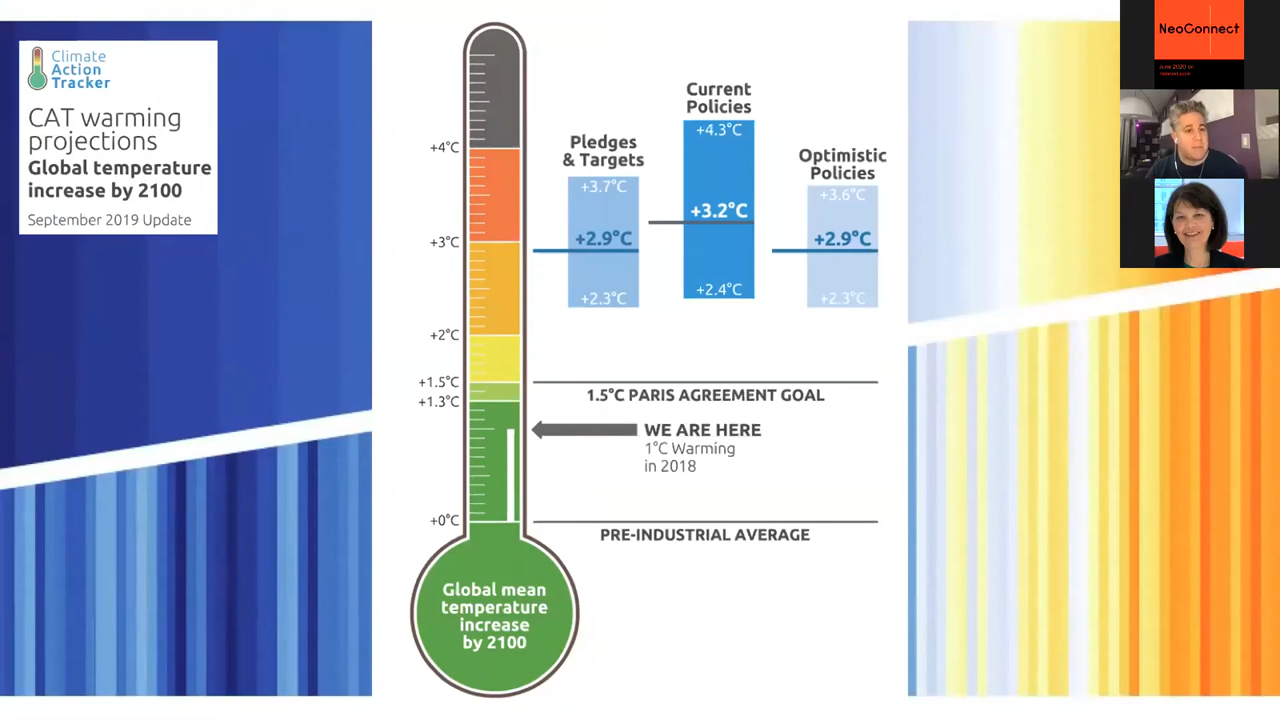 Climate
Action
Tracker
CAT warming
projections
Global temperature
increase by 2100
September 2019 Update
+4°C
+3°C
+2°C
+1.5°C
+1.3°C
+0°C
Pledges
& Targets
+3.7°C
+2.9°C
+2.3°C
Current
Policies
+4.3°C
+3.2°C
+2.4°C
Optimistic
Policies
+3.6°C
+2.9°C
+2.3°C
1.5°C PARIS AGREEMENT GOAL
WE ARE HERE
1°C Warming
in 2018
PRE-INDUSTRIAL AVERAGE
Global mean
temperature
increase
by 2100
NeoConnect
June 2020 on